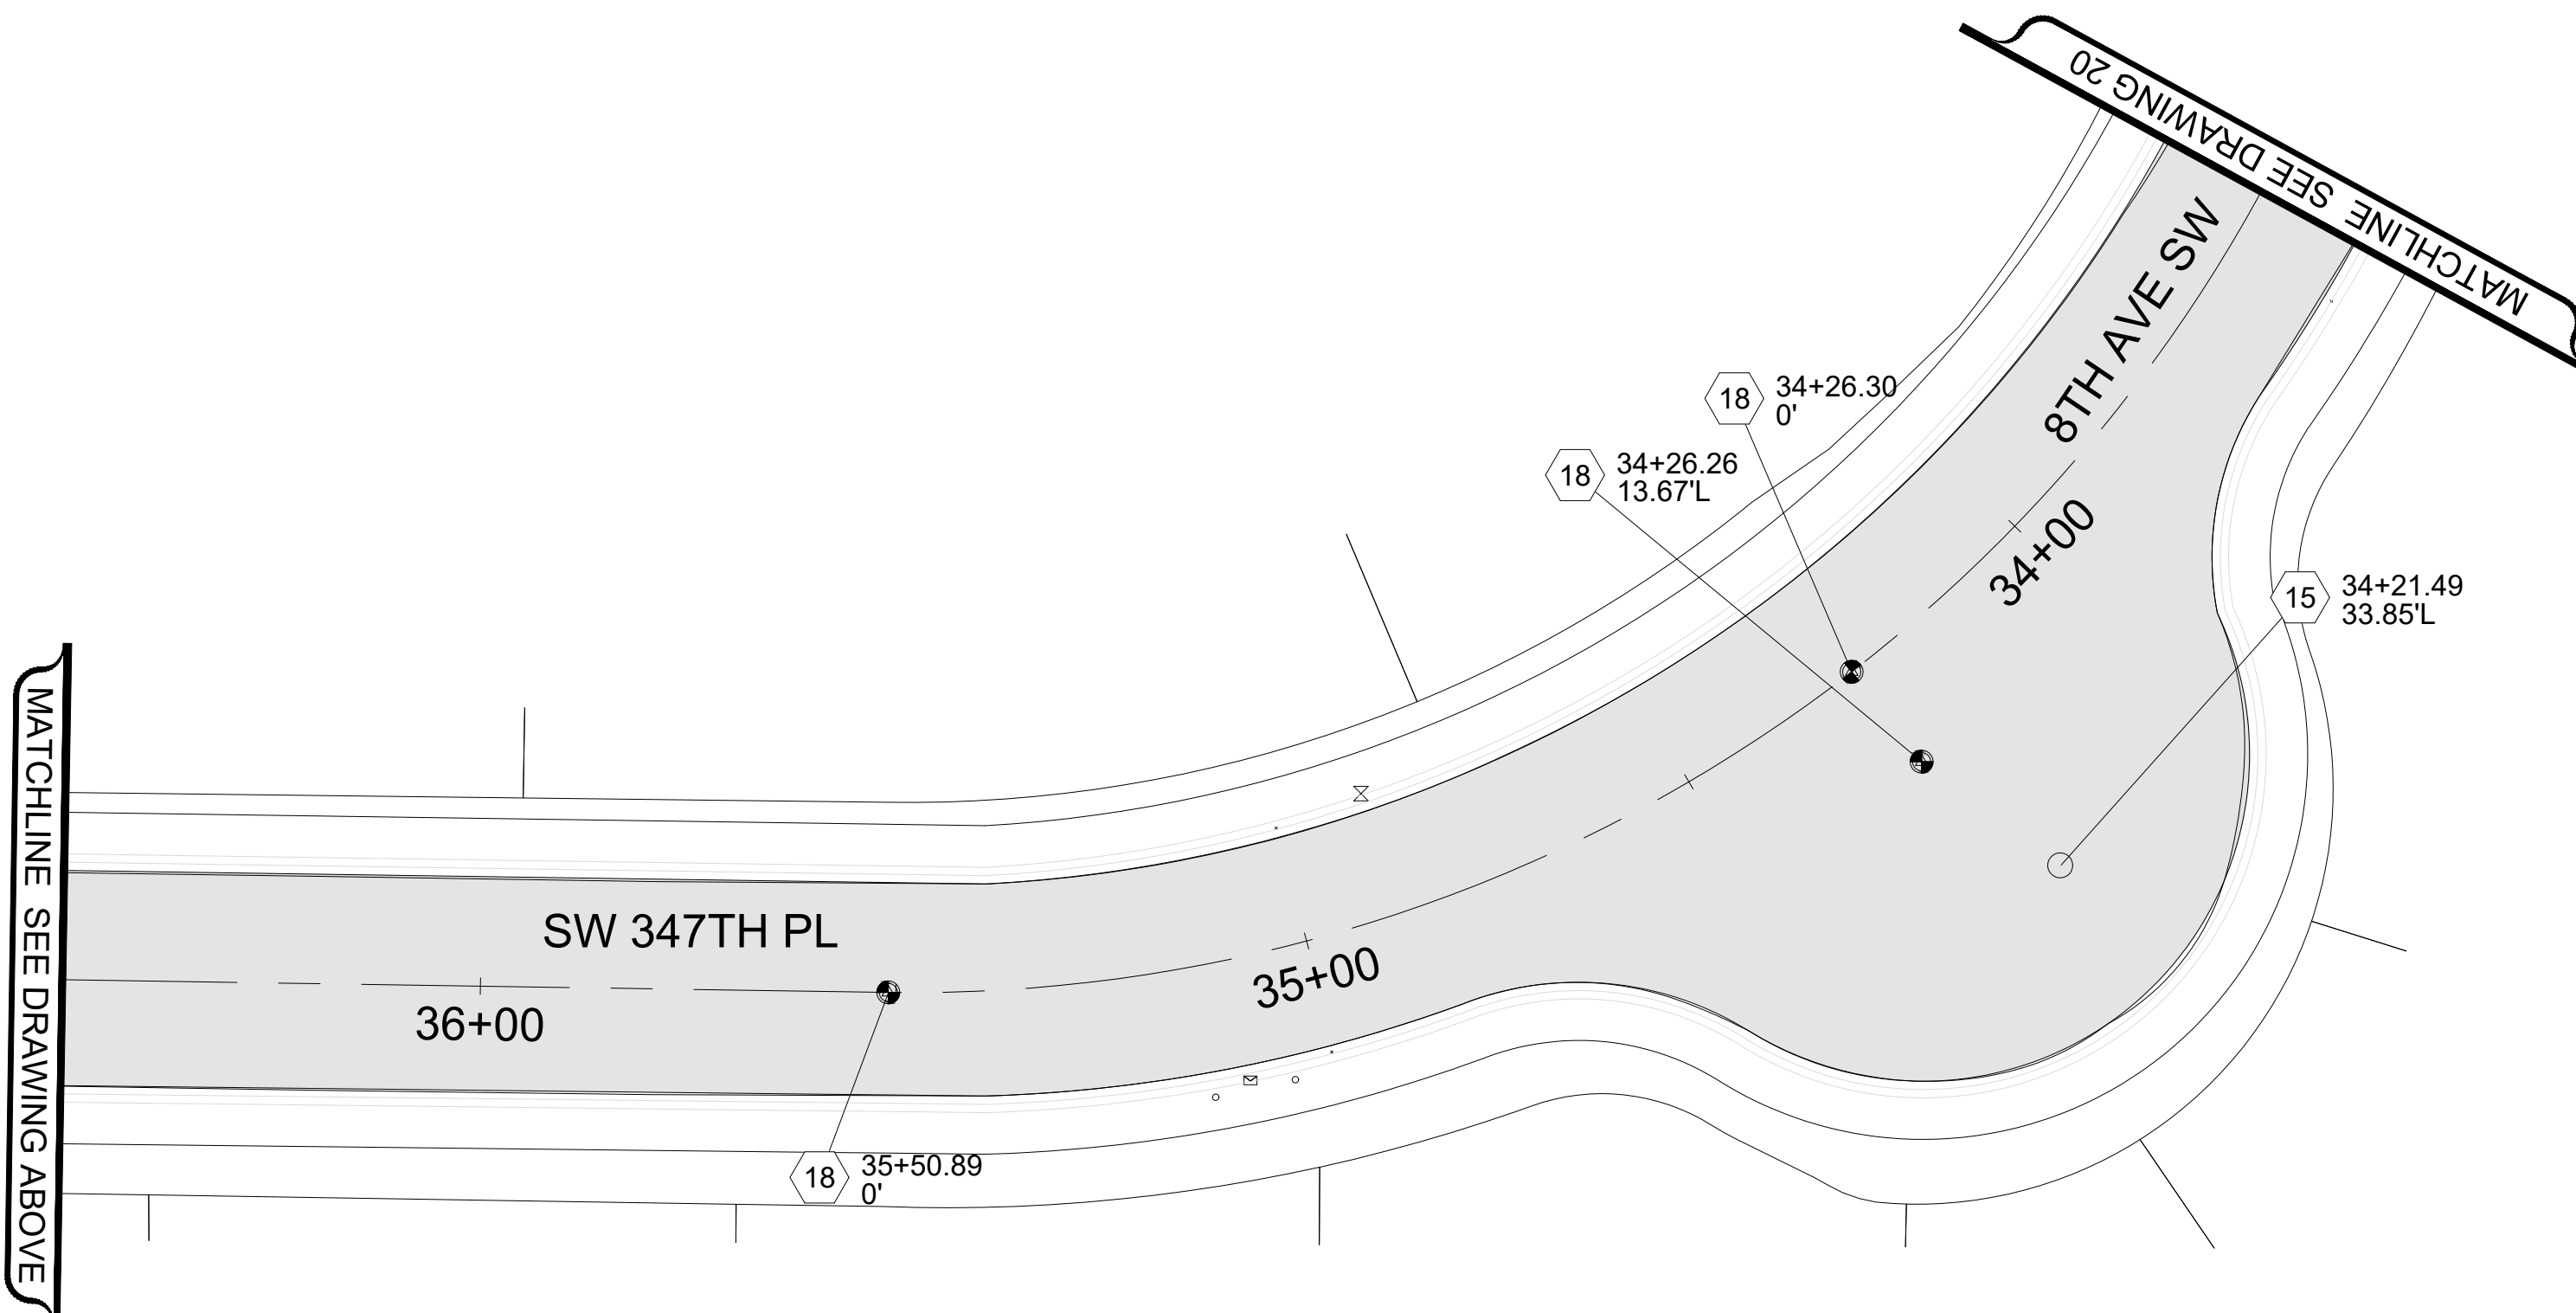 MATCHLINE SEE DRAWING 20
8TH AVE SW
18
34+26.30
0'
18
34+26.26
13.67'L
34+00
15
34+21.49
33.85'L
MATCHLINE SEE DRAWING ABOVE
SW 347TH PL
35+00
36+00
18
35+50.89
0'